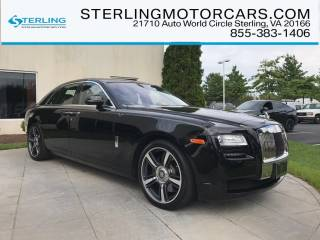 STERLING
STERLINGMOTORCARS.COM
21710 Auto World Circle Sterling, VA 20166
855-383-1406